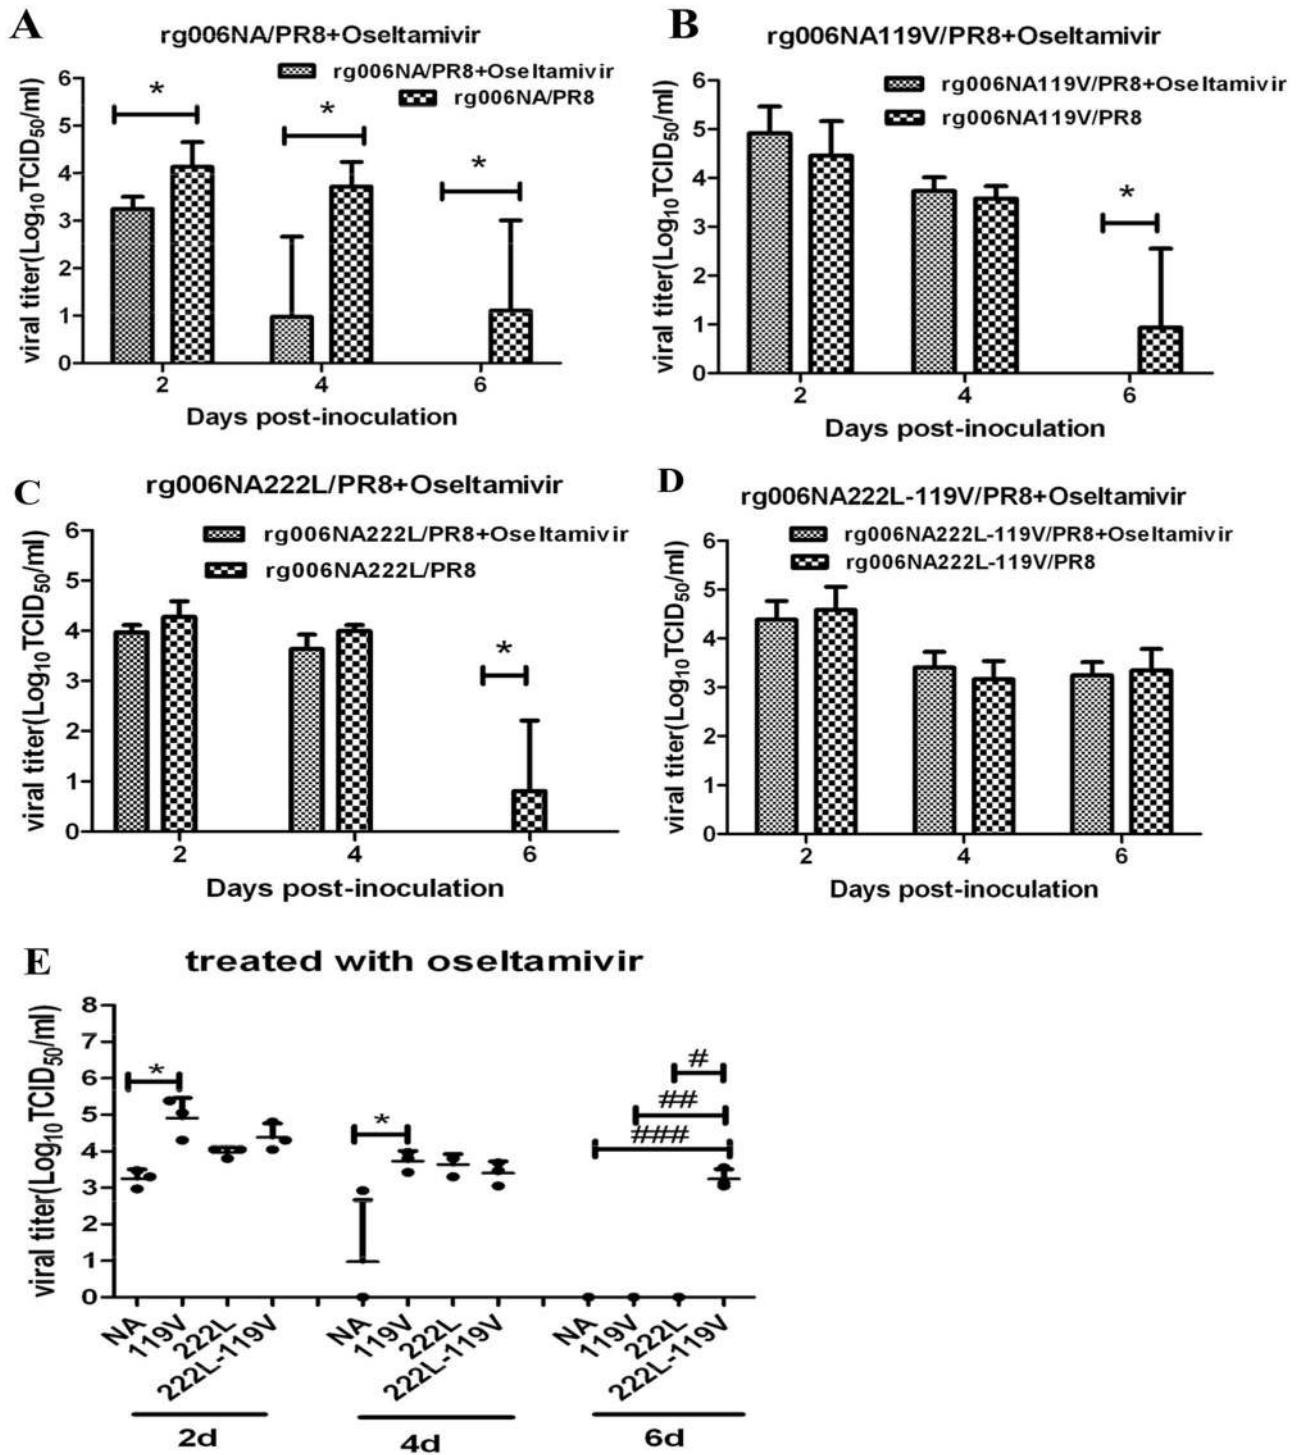 A
rg006NA/PR8+Oseltamivir
rg006NA/PR8+Oseltamivir
rg006NA/PR8
viral titer(Log10TCID50/ml)
6
5
4
3
2
1
0
*
*
*
2 4 6
Days post-inoculation
B
rg006NA119V/PR8+Oseltamivir
rg006NA119V/PR8+Oseltamivir
rg006NA119V/PR8
viral titer(Log10TCID50/ml)
6
5
4
3
2
1
0
*
2 4 6
Days post-inoculation
C
rg006NA222L/PR8+Oseltamivir
rg006NA222L/PR8+Oseltamivir
rg006NA222L/PR8
viral titer(Log10TCID50/ml)
6
5
4
3
2
1
0
*
2 4 6
Days post-inoculation
D
rg006NA222L-119V/PR8+Oseltamivir
rg006NA222L-119V/PR8+Oseltamivir
rg006NA222L-119V/PR8
viral titer(Log10TCID50/ml)
6
5
4
3
2
1
0
2 4 6
Days post-inoculation
E
treated with oseltamivir
viral titer(Log10TCID50/ml)
8
7
6
5
4
3
2
1
0
*
*
#
##
###
NA 119V 222L 222L-119V NA 119V 222L 222L-119V NA 119V 222L 222L-119V
2d 4d 6d